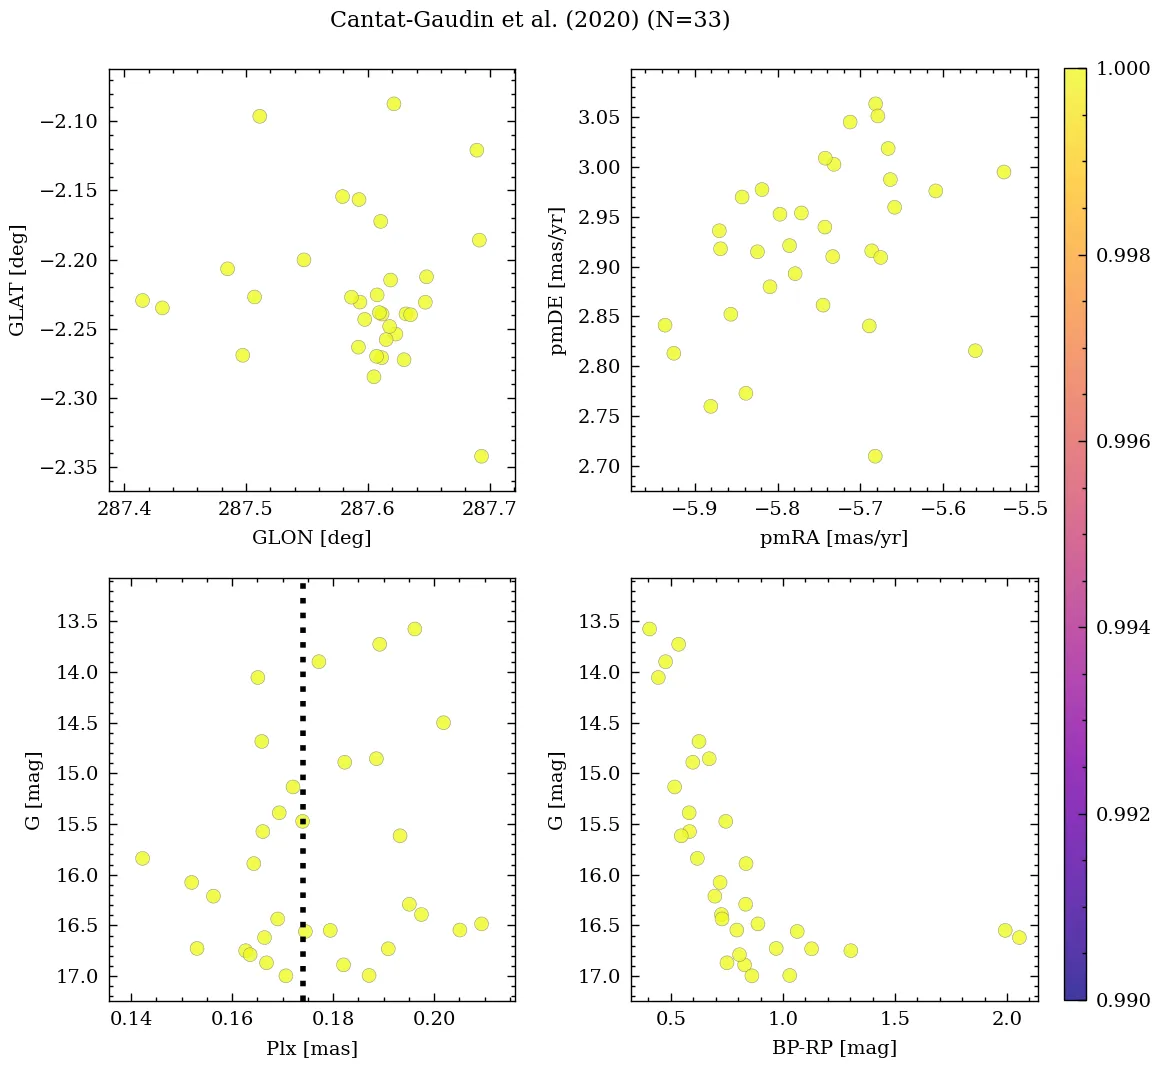 Cantat-Gaudin et al. (2020) (N=33)
−2.10
−2.15
−2.20
−2.25
−2.30
−2.35
GLAT [deg]
287.4 287.5 287.6 287.7
GLON [deg]
3.05
3.00
2.95
2.90
2.85
2.80
2.75
2.70
pmDE [mas/yr]
−5.9 −5.8 −5.7 −5.6 −5.5
pmRA [mas/yr]
13.5
14.0
14.5
15.0
15.5
16.0
16.5
17.0
G [mag]
0.14 0.16 0.18 0.20
Plx [mas]
13.5
14.0
14.5
15.0
15.5
16.0
16.5
17.0
G [mag]
0.5 1.0 1.5 2.0
BP-RP [mag]
1.000
0.998
0.996
0.994
0.992
0.990